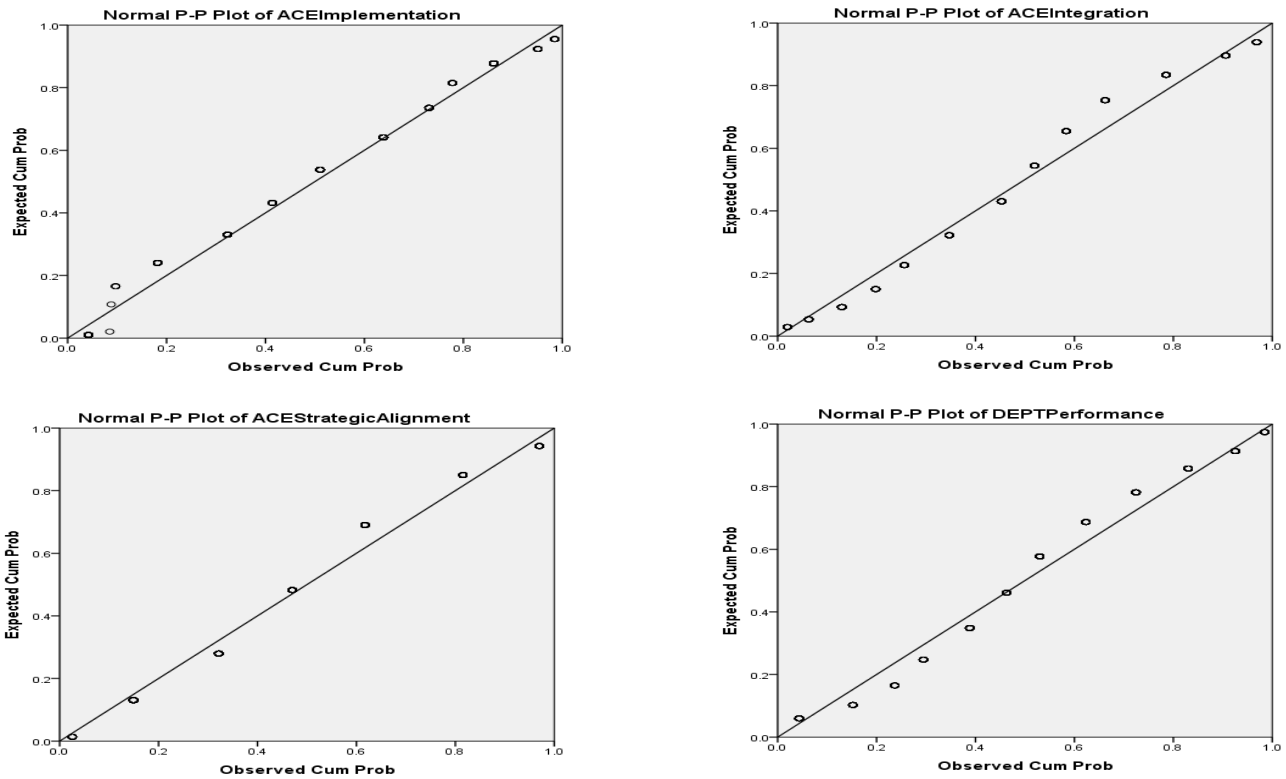 Normal P-P Plot of ACEImplementation
1.0
0.8
0.6
0.4
0.2
0.0
Expected Cum Prob
0.0 0.2 0.4 0.6 0.8 1.0
Observed Cum Prob
Normal P-P Plot of ACEIntegration
1.0
0.8
0.6
0.4
0.2
0.0
Expected Cum Prob
0.0 0.2 0.4 0.6 0.8 1.0
Observed Cum Prob
Normal P-P Plot of ACEStrategicAlignment
1.0
0.8
0.6
0.4
0.2
0.0
Expected Cum Prob
0.0 0.2 0.4 0.6 0.8 1.0
Observed Cum Prob
Normal P-P Plot of DEPTPerformance
1.0
0.8
0.6
0.4
0.2
0.0
Expected Cum Prob
0.0 0.2 0.4 0.6 0.8 1.0
Observed Cum Prob